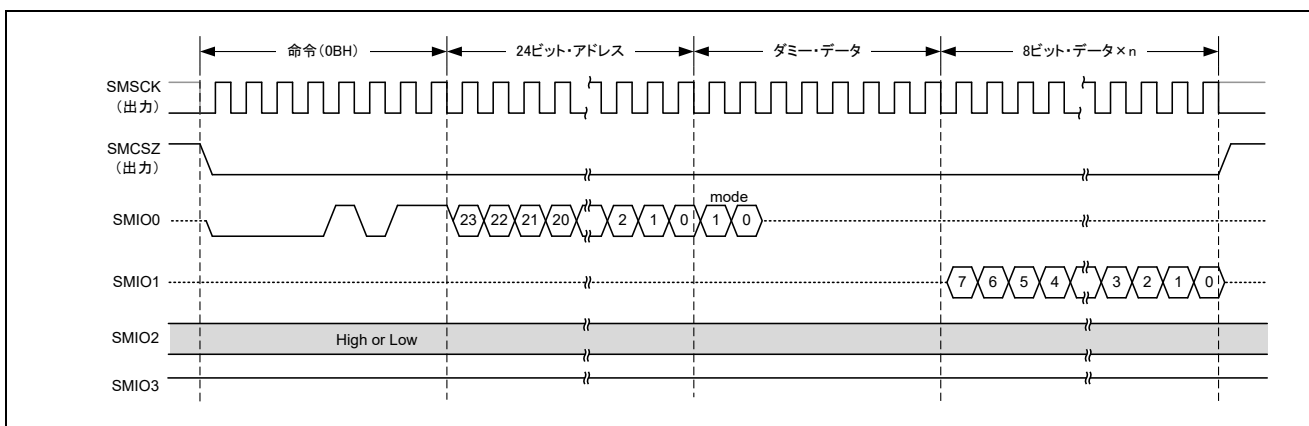 命令(0BH) 24ビット・アドレス ダミー・データ 8ビット・データ×n
SMSCK
(出力)
SMCSZ
(出力)
mode
SMIO0 23 22 21 20 2 1 0 1 0
SMIO1 7 6 5 4 3 2 1 0
SMIO2 High or Low
SMIO3